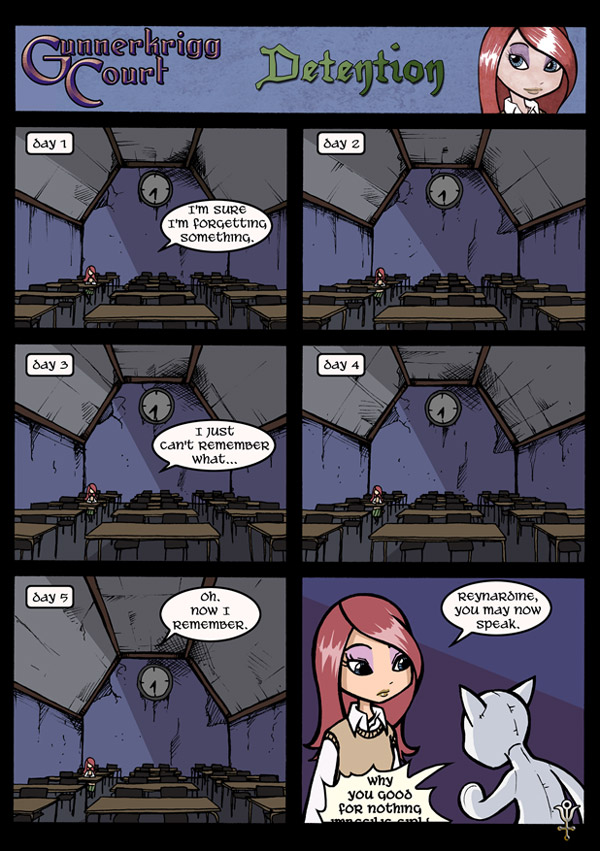 Gunnerkrigg
Court
Detention
Day 1
I'm sure
I'm forgetting
something.
Day 2
Day 3
I just
can't remember
what...
Day 4
Day 5
Oh.
Now I
remember.
Reynardine,
you may now
speak.
Why
you good
for nothing